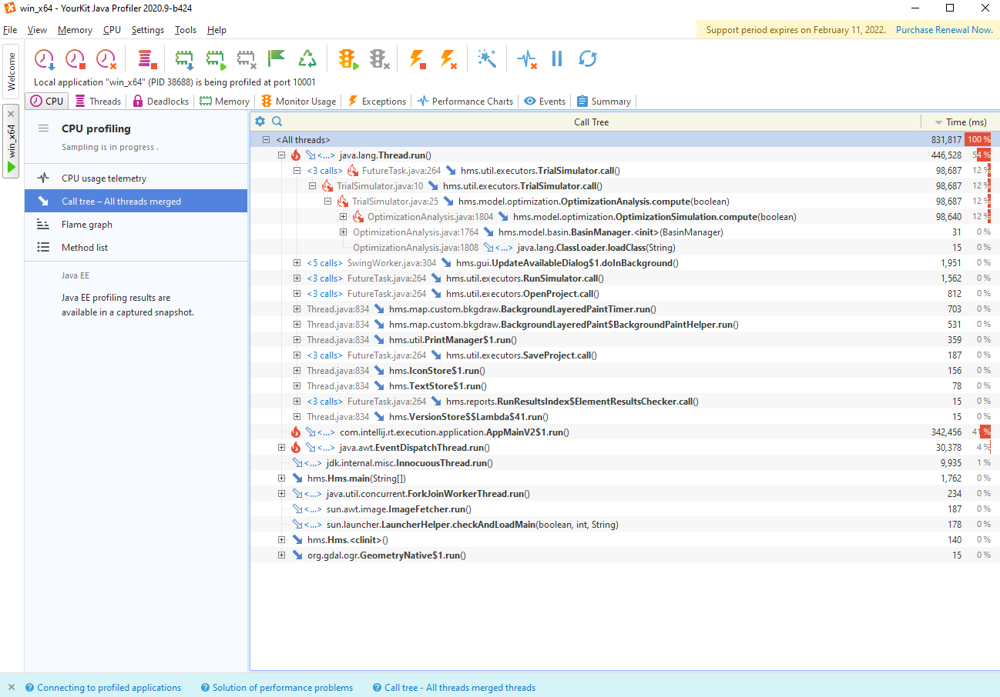 win_x64 - YourKit Java Profiler 2020.9-b424
File View Memory CPU Settings Tools Help
Support period expires on February 11, 2022. Purchase Renewal Now.
Welcome
win_x64
Local application "win_x64" (PID 38688) is being profiled at port 10001
CPU Threads Deadlocks Memory Monitor Usage Exceptions Performance Charts Events Summary
CPU profiling
Sampling is in progress .
CPU usage telemetry
Call tree – All threads merged
Flame graph
Method list
Java EE
Java EE profiling results are
available in a captured snapshot.
Call Tree Time (ms)
<All threads> 831,817 100 %
<...> java.lang.Thread.run() 446,528 54 %
<3 calls> FutureTask.java:264 hms.util.executors.TrialSimulator.call() 98,687 12 %
TrialSimulator.java:10 hms.util.executors.TrialSimulator.call() 98,687 12 %
TrialSimulator.java:25 hms.model.optimization.OptimizationAnalysis.compute(boolean) 98,687 12 %
OptimizationAnalysis.java:1804 hms.model.optimization.OptimizationSimulation.compute(boolean) 98,640 12 %
OptimizationAnalysis.java:1764 hms.model.basin.BasinManager.<init>(BasinManager) 31 0 %
OptimizationAnalysis.java:1808 <...> java.lang.ClassLoader.loadClass(String) 15 0 %
<5 calls> SwingWorker.java:304 hms.gui.UpdateAvailableDialog$1.doInBackground() 1,951 0 %
<3 calls> FutureTask.java:264 hms.util.executors.RunSimulator.call() 1,562 0 %
<3 calls> FutureTask.java:264 hms.util.executors.OpenProject.call() 812 0 %
Thread.java:834 hms.map.custom.bkgdraw.BackgroundLayeredPaintTimer.run() 703 0 %
Thread.java:834 hms.map.custom.bkgdraw.BackgroundLayeredPaint$BackgroundPaintHelper.run() 531 0 %
Thread.java:834 hms.util.PrintManager$1.run() 359 0 %
<3 calls> FutureTask.java:264 hms.util.executors.SaveProject.call() 187 0 %
Thread.java:834 hms.IconStore$1.run() 156 0 %
Thread.java:834 hms.TextStore$1.run() 78 0 %
<3 calls> FutureTask.java:264 hms.reports.RunResultsIndex$ElementResultsChecker.call() 15 0 %
Thread.java:834 hms.VersionStore$$Lambda$41.run() 15 0 %
<...> com.intellij.rt.execution.application.AppMainV2$1.run() 342,456 41 %
<...> java.awt.EventDispatchThread.run() 30,378 4 %
<...> jdk.internal.misc.InnocuousThread.run() 9,935 1 %
hms.Hms.main(String[]) 1,762 0 %
<...> java.util.concurrent.ForkJoinWorkerThread.run() 234 0 %
<...> sun.awt.image.ImageFetcher.run() 187 0 %
<...> sun.launcher.LauncherHelper.checkAndLoadMain(boolean, int, String) 178 0 %
hms.Hms.<clinit>() 140 0 %
org.gdal.ogr.GeometryNative$1.run() 15 0 %
Connecting to profiled applications Solution of performance problems Call tree - All threads merged threads